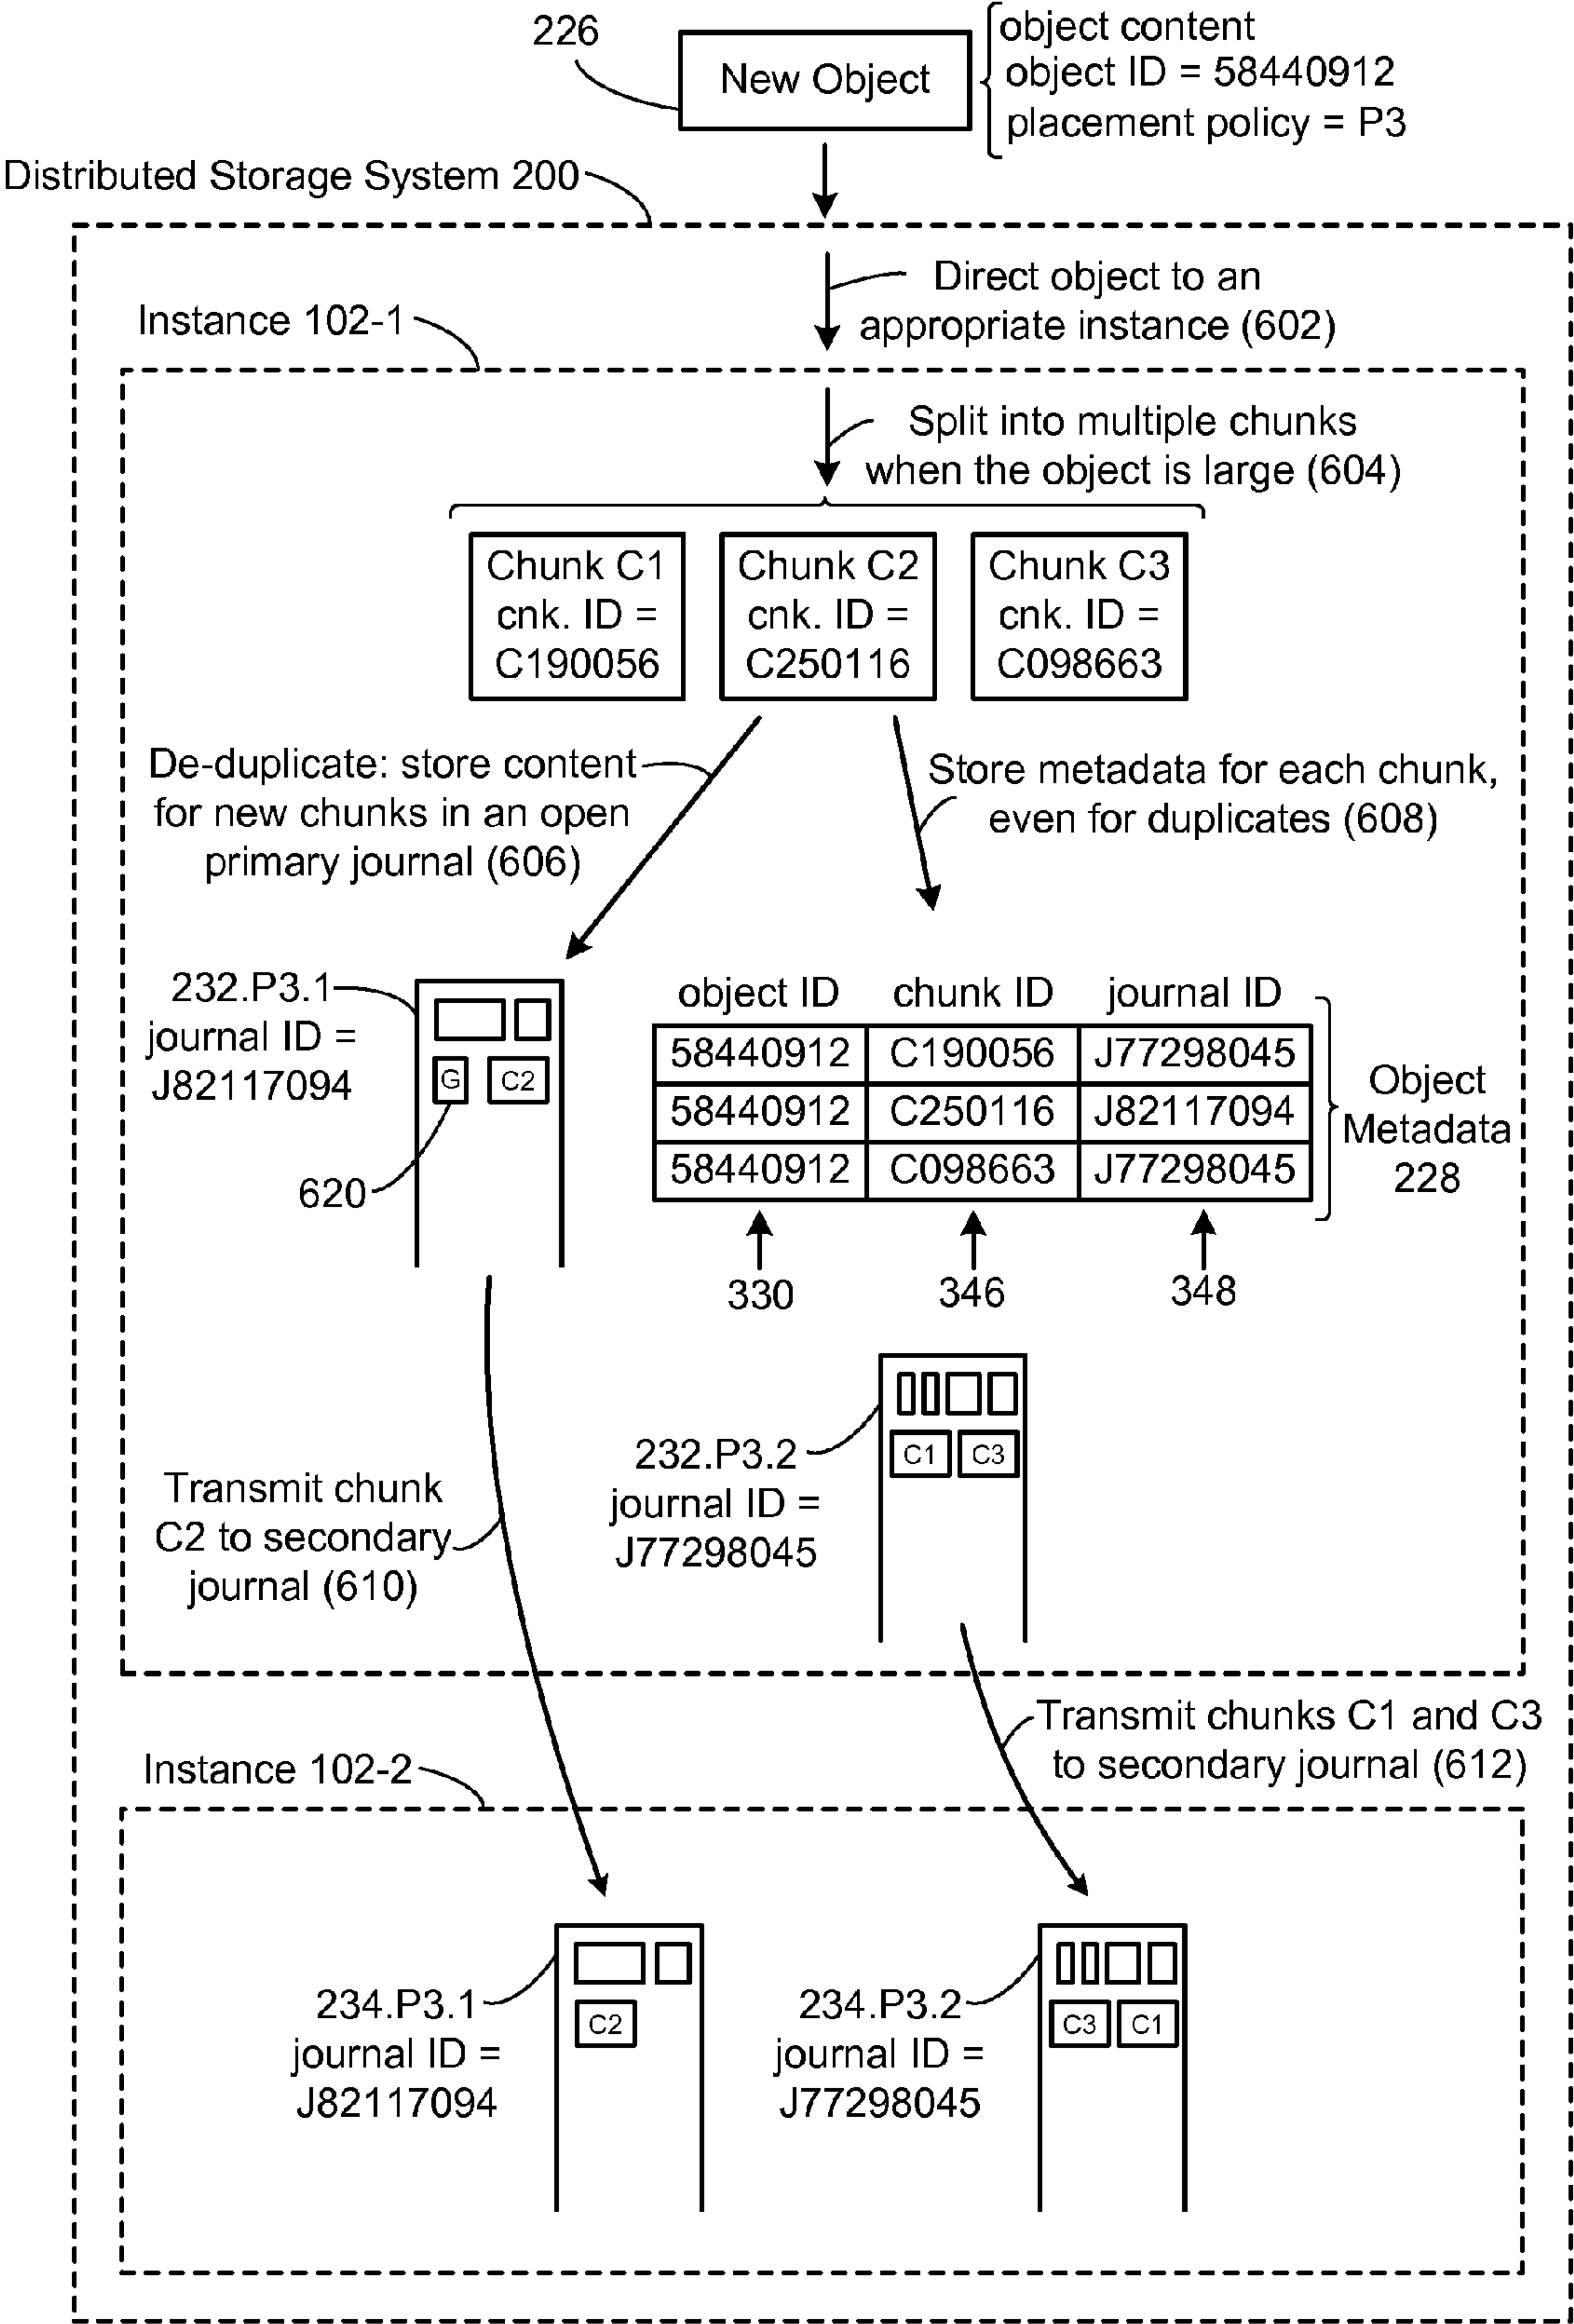 226
New Object
object content
object ID = 58440912
placement policy = P3
Distributed Storage System 200
Direct object to an
appropriate instance (602)
Instance 102-1
Split into multiple chunks
when the object is large (604)
Chunk C1
cnk. ID =
C190056
Chunk C2
cnk. ID =
C250116
Chunk C3
cnk. ID =
C098663
De-duplicate: store content
for new chunks in an open
primary journal (606)
Store metadata for each chunk,
even for duplicates (608)
232.P3.1
journal ID =
J82117094
G
C2
620
object ID chunk ID journal ID
58440912 C190056 J77298045
58440912 C250116 J82117094
58440912 C098663 J77298045
Object
Metadata
228
330
346
348
232.P3.2
journal ID =
J77298045
C1
C3
Transmit chunk
C2 to secondary
journal (610)
Transmit chunks C1 and C3
to secondary journal (612)
Instance 102-2
234.P3.1
journal ID =
J82117094
C2
234.P3.2
journal ID =
J77298045
C3
C1